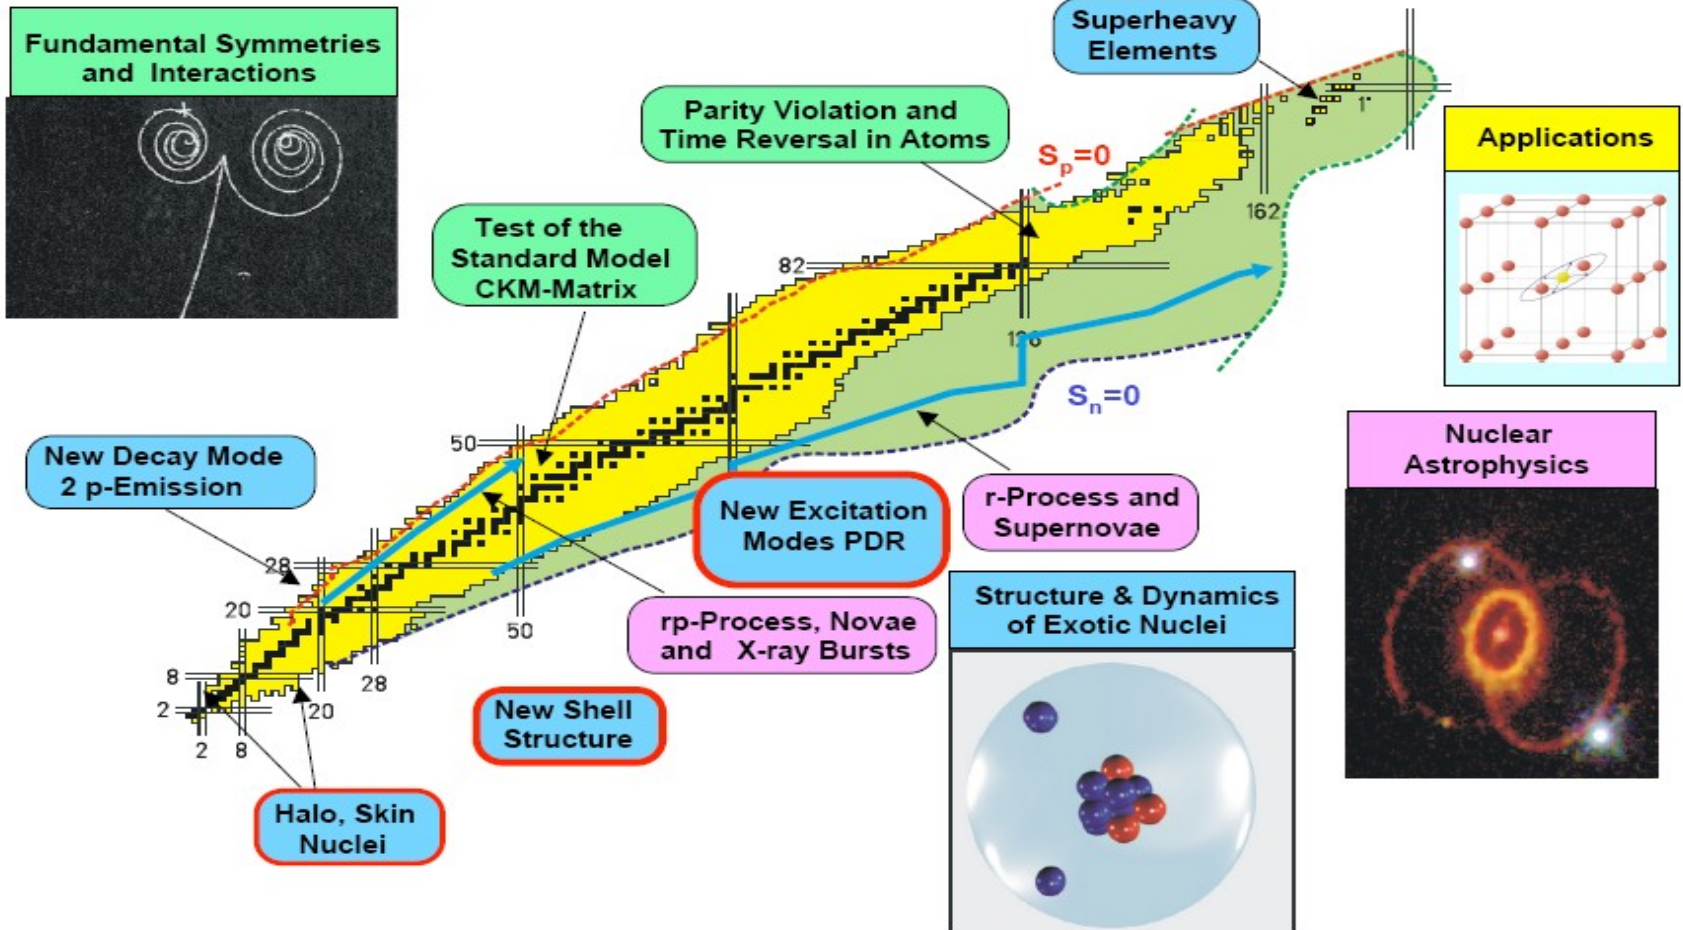 Fundamental Symmetries
and Interactions
Superheavy
Elements
Parity Violation and
Time Reversal in Atoms
Applications
Sp=0
162
Test of the
Standard Model
CKM-Matrix
82
Sn=0
Nuclear
Astrophysics
50
New Decay Mode
2 p-Emission
New Excitation
Modes PDR
r-Process and
Supernovae
28
20
50
rp-Process, Novae
and X-ray Bursts
Structure & Dynamics
of Exotic Nuclei
8
28
2
20
New Shell
Structure
2
8
Halo, Skin
Nuclei